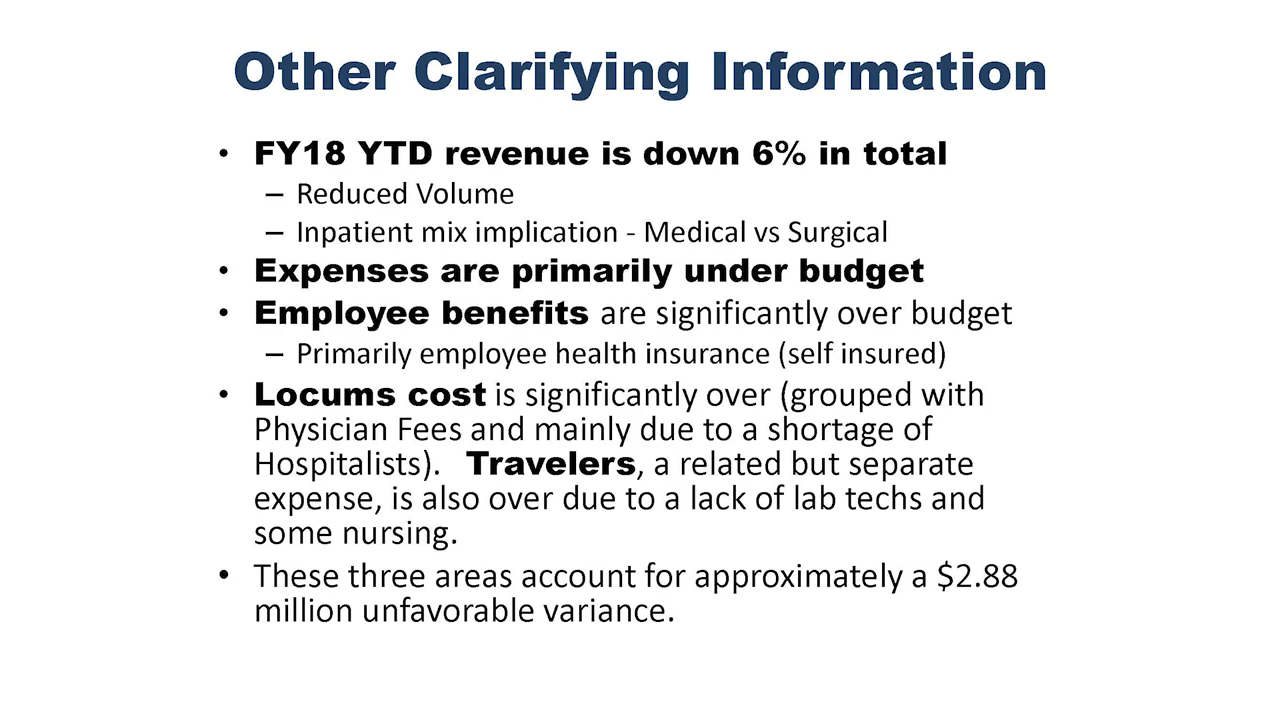 Other Clarifying Information
• FY18 YTD revenue is down 6% in total
– Reduced Volume
– Inpatient mix implication - Medical vs Surgical
• Expenses are primarily under budget
• Employee benefits are significantly over budget
– Primarily employee health insurance (self insured)
• Locums cost is significantly over (grouped with
Physician Fees and mainly due to a shortage of
Hospitalists).   Travelers, a related but separate
expense, is also over due to a lack of lab techs and
some nursing.
• These three areas account for approximately a $2.88
million unfavorable variance.